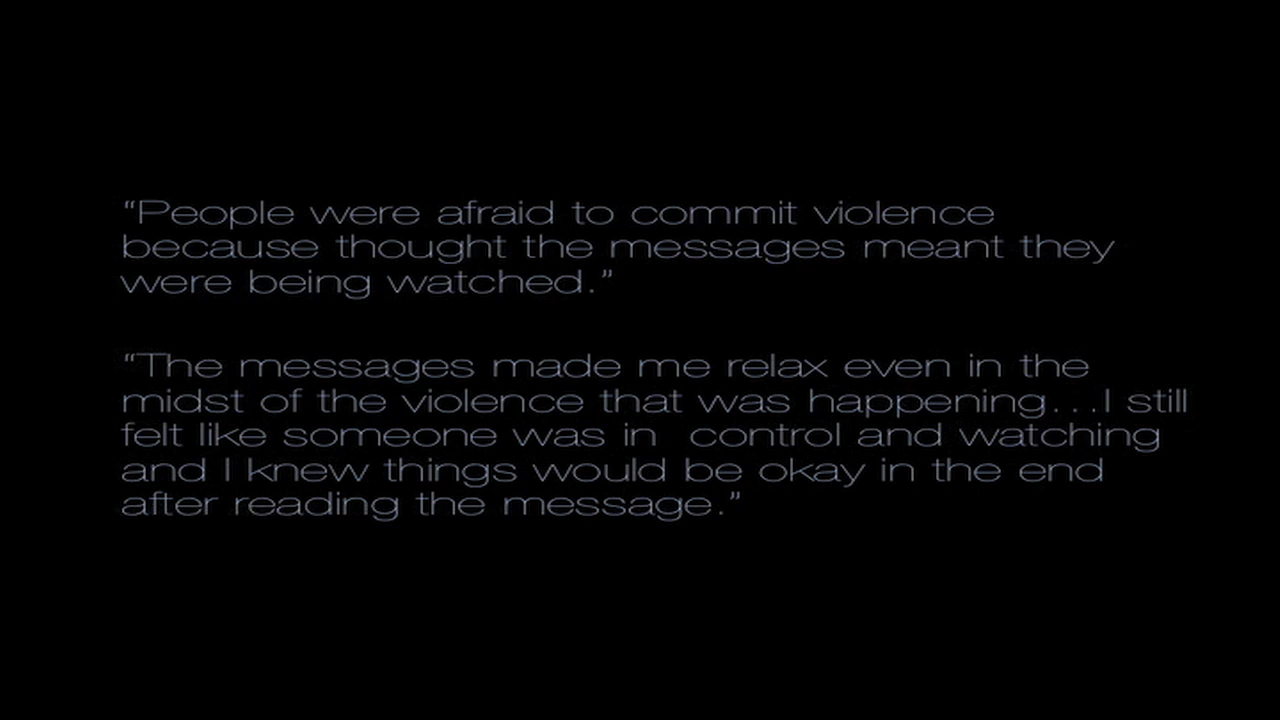 “People were afraid to commit violence
because thought the messages meant they
were being watched.”
“The messages made me relax even in the
midst of the violence that was happening...I still
felt like someone was in  control and watching
and I knew things would be okay in the end
after reading the message.”